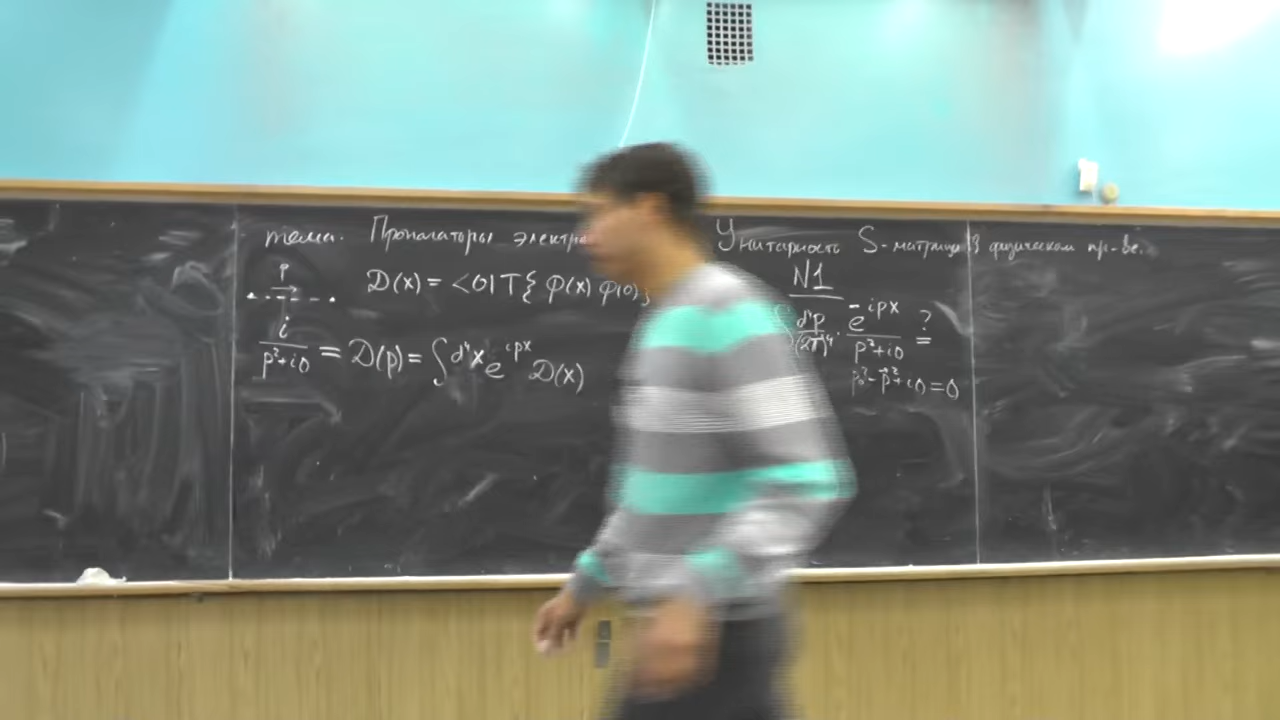 тема. Пропагаторы электро
Унитарность S-матрицы в физическом пр-ве.
p
D(x) = <0|T{φ(x) φ(0)}
i/(p²+i0) = D(p) = ∫d⁴x e^{ipx} D(x)
N1
∫ d⁴p/(2π)⁴ · e^{-ipx}/(p²+i0) = ?
p₀² - p⃗² + i0 = 0